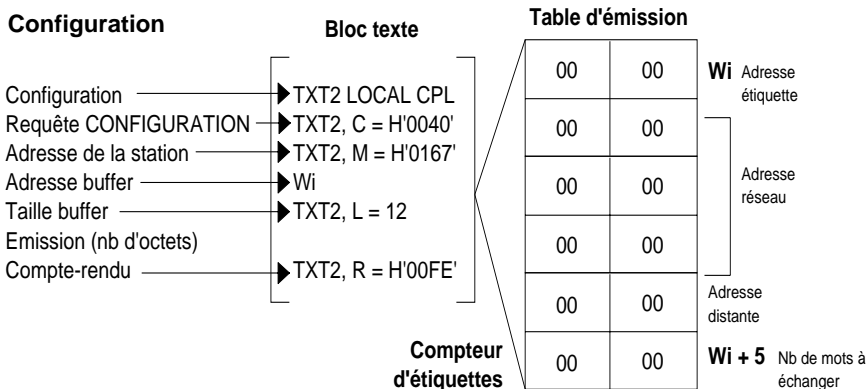 Configuration
Bloc texte
Table d'émission
Configuration TXT2 LOCAL CPL
Requête CONFIGURATION TXT2, C = H'0040'
Adresse de la station TXT2, M = H'0167'
Adresse buffer Wi
Taille buffer TXT2, L = 12
Emission (nb d'octets)
Compte-rendu TXT2, R = H'00FE'
00 00 Wi Adresse étiquette
00 00
00 00 Adresse réseau
00 00
00 00 Adresse distante
00 00 Wi + 5 Nb de mots à échanger
Compteur
d'étiquettes